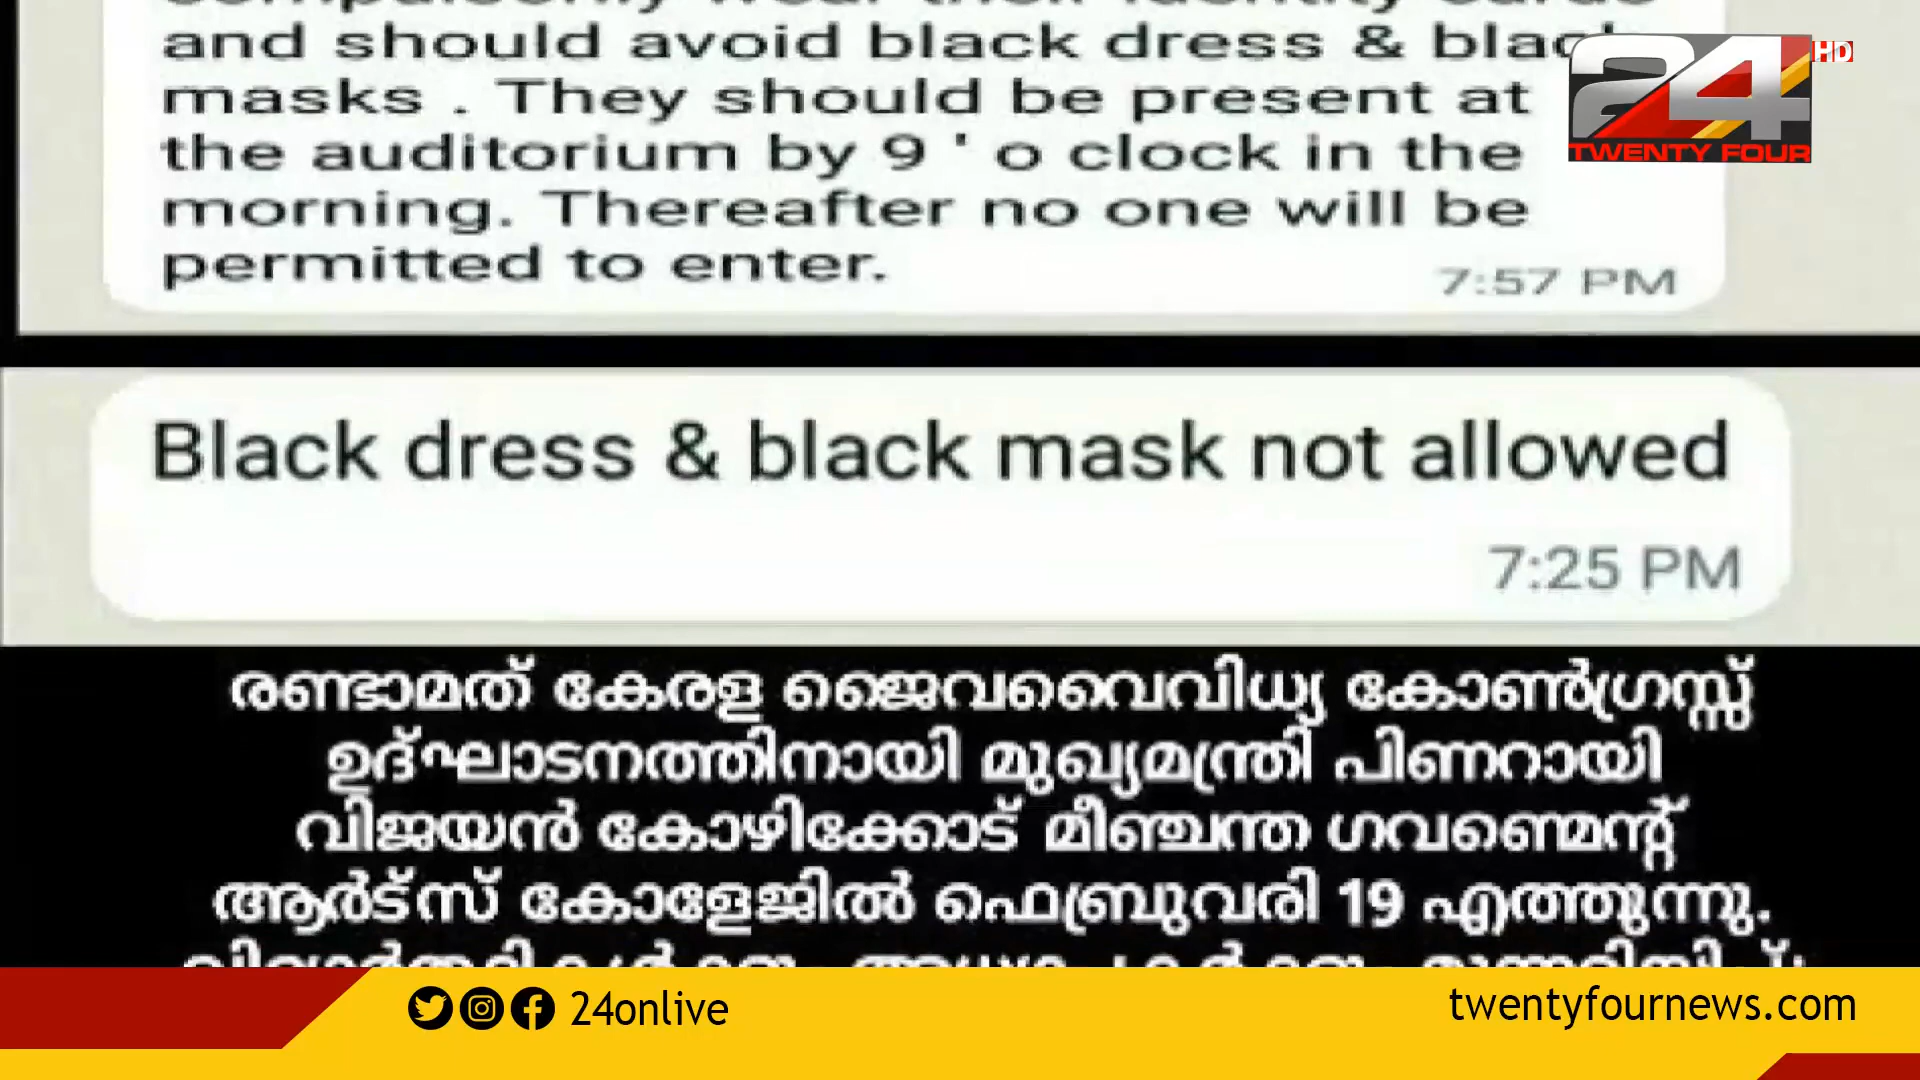 and should avoid black dress & black
masks . They should be present at
the auditorium by 9 ' o clock in the
morning. Thereafter no one will be
permitted to enter.
7:57 PM
24 HD
TWENTY FOUR
Black dress & black mask not allowed
7:25 PM
രണ്ടാമത് കേരള ജൈവവൈവിധ്യ കോൺഗ്രസ്സ്
ഉദ്ഘാടനത്തിനായി മുഖ്യമന്ത്രി പിണറായി
വിജയൻ കോഴിക്കോട് മീഞ്ചന്ത ഗവണ്മെന്റ്
ആർട്സ് കോളേജിൽ ഫെബ്രുവരി 19 എത്തുന്നു.
24onlive
twentyfournews.com